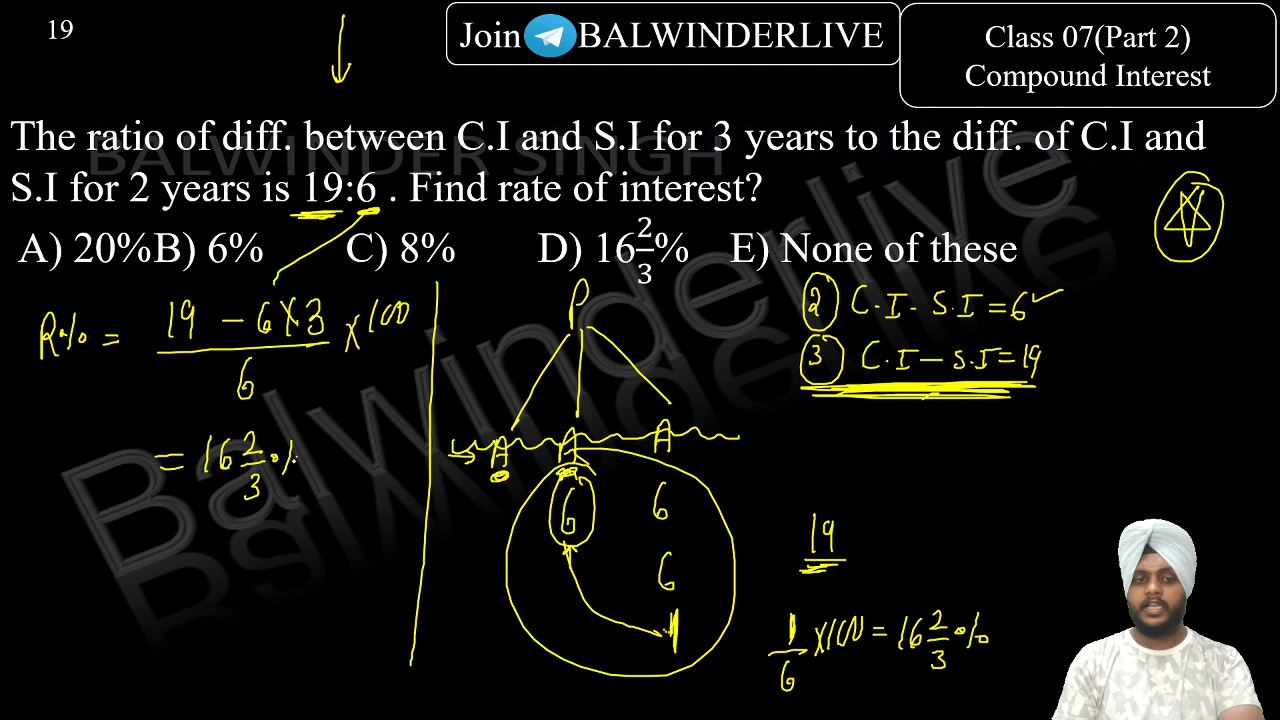 19
Join BALWINDERLIVE
Class 07(Part 2)
Compound Interest
BALWINDER SINGH
Balwinderlive
The ratio of diff. between C.I and S.I for 3 years to the diff. of C.I and
S.I for 2 years is 19:6 . Find rate of interest?
A) 20% B) 6% C) 8% D) 16 2/3 % E) None of these
R% = (19 - 6×3)/6 ×100
= 16 2/3 %
P
A A A
6 6
6
1
2 C.I - S.I = 6 ✓
3 C.I - S.I = 19
19
1/6 ×100 = 16 2/3 %